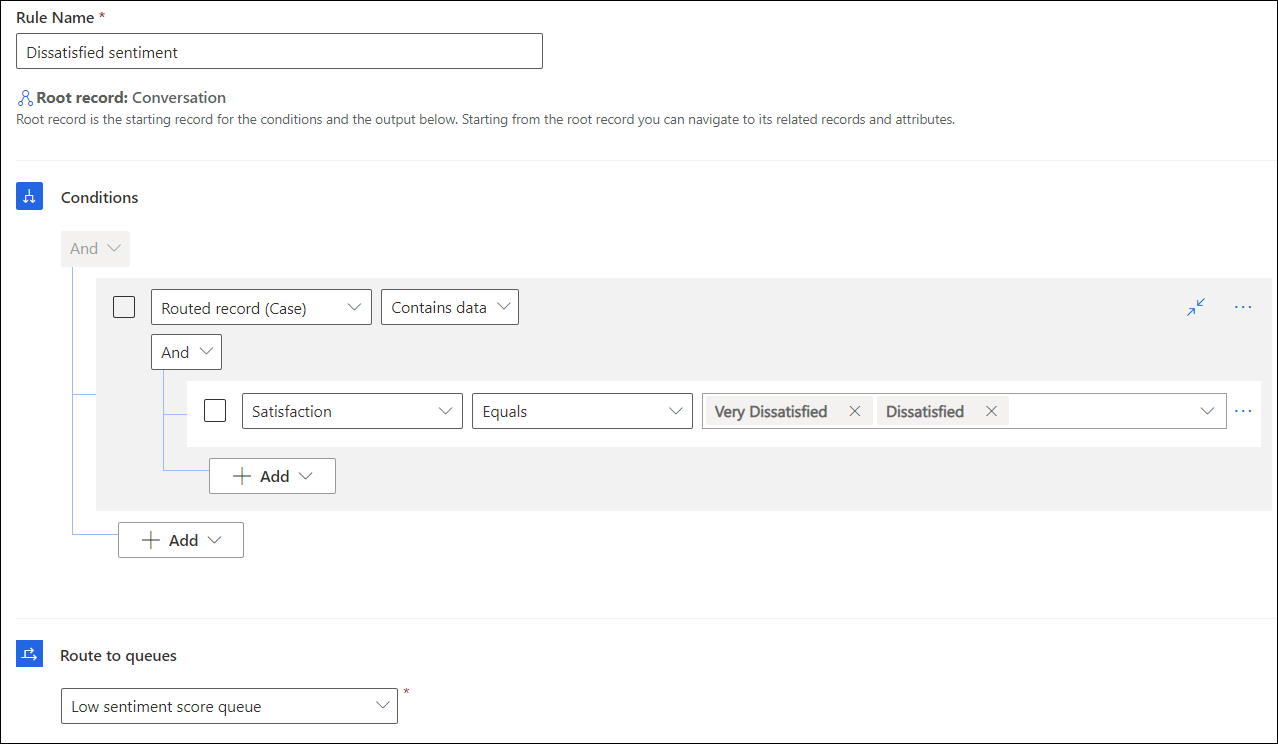 Rule Name *
Dissatisfied sentiment
Root record: Conversation
Root record is the starting record for the conditions and the output below. Starting from the root record you can navigate to its related records and attributes.
Conditions
And
Routed record (Case) Contains data ...
And
Satisfaction Equals Very Dissatisfied Dissatisfied ...
Add
Add
Route to queues
Low sentiment score queue *